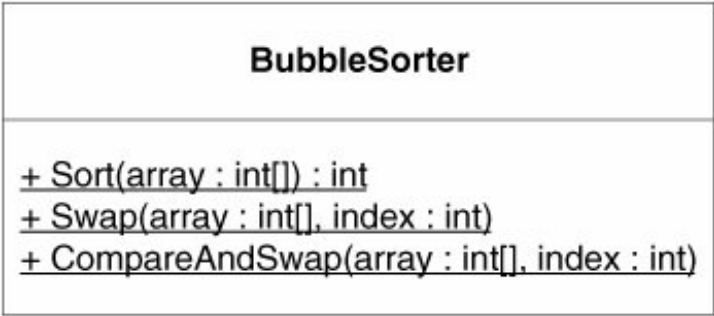 BubbleSorter
+ Sort(array : int[]) : int
+ Swap(array : int[], index : int)
+ CompareAndSwap(array : int[], index : int)